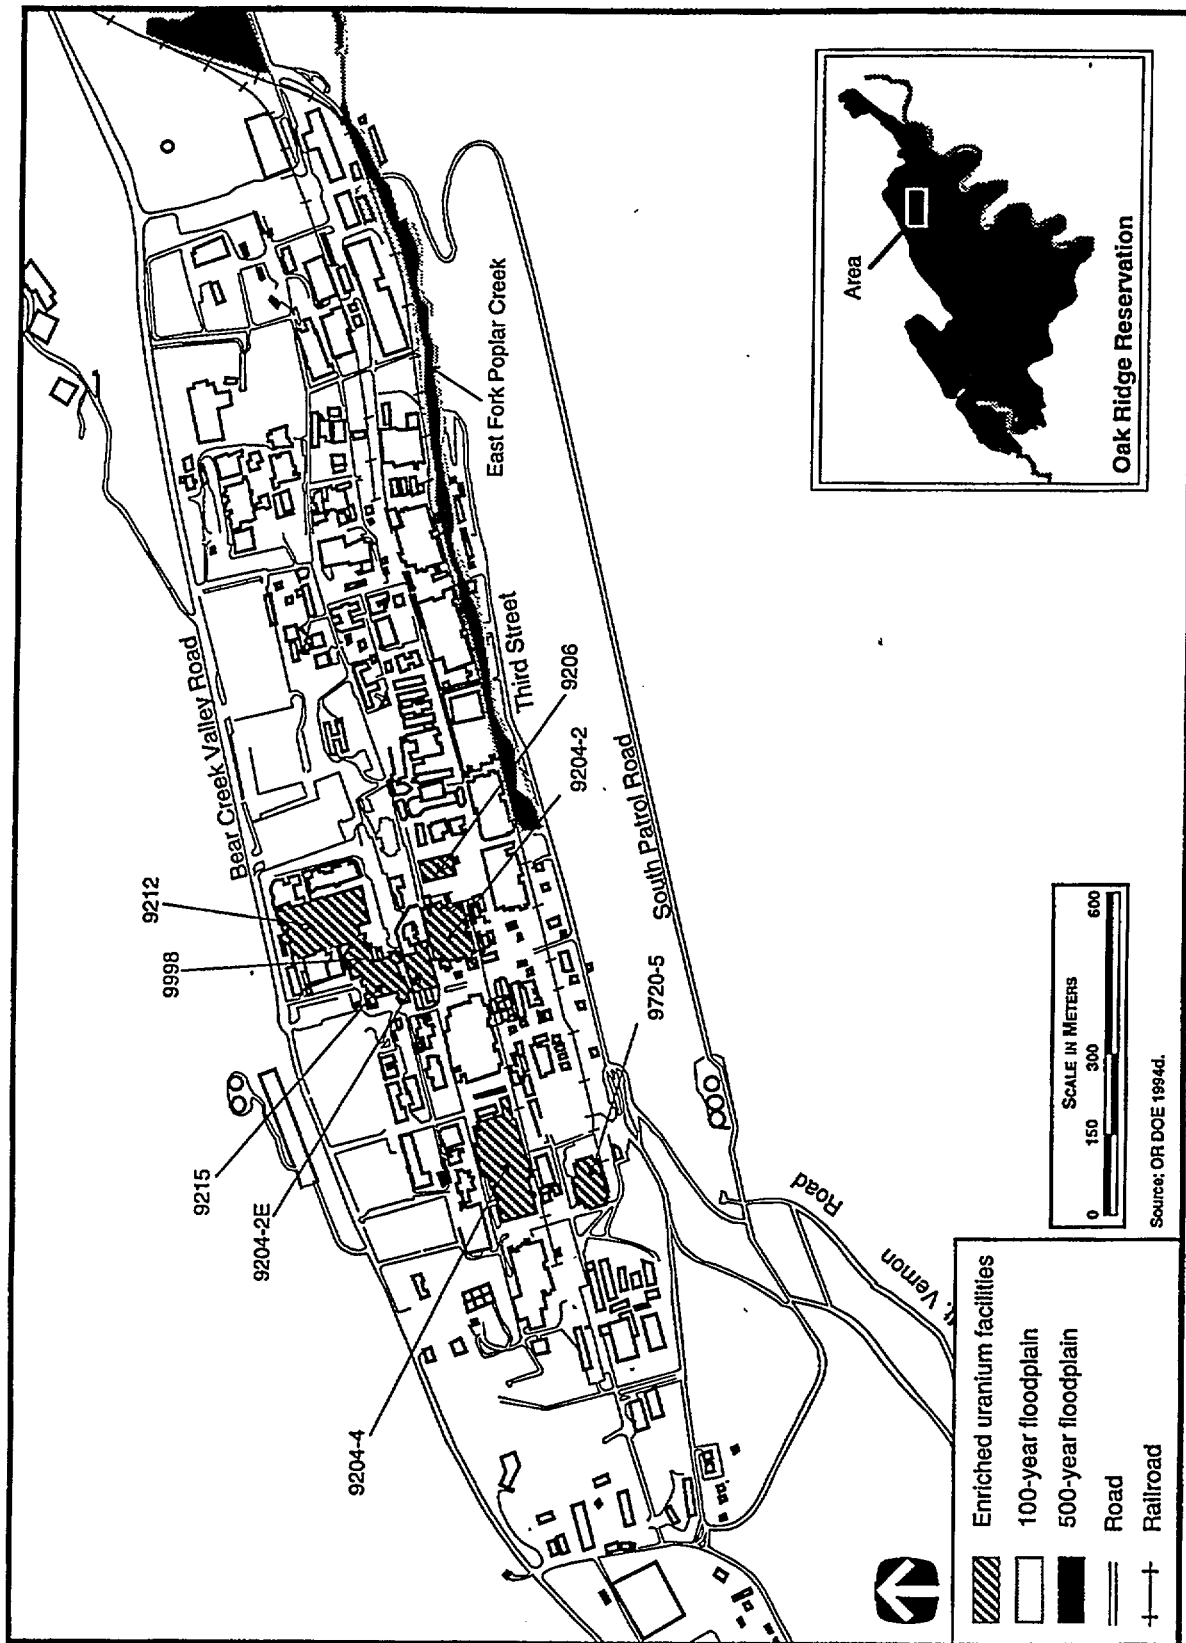 Bear Creek Valley Road
9212
9998
9215
9204-2E
9204-4
East Fork Poplar Creek
Third Street
9206
9204-2
South Patrol Road
9720-5
Road
Vernon
Area
Oak Ridge Reservation
SCALE IN METERS
0 150 300 600
Source: OR DOE 1994d.
Enriched uranium facilities
100-year floodplain
500-year floodplain
Road
Railroad